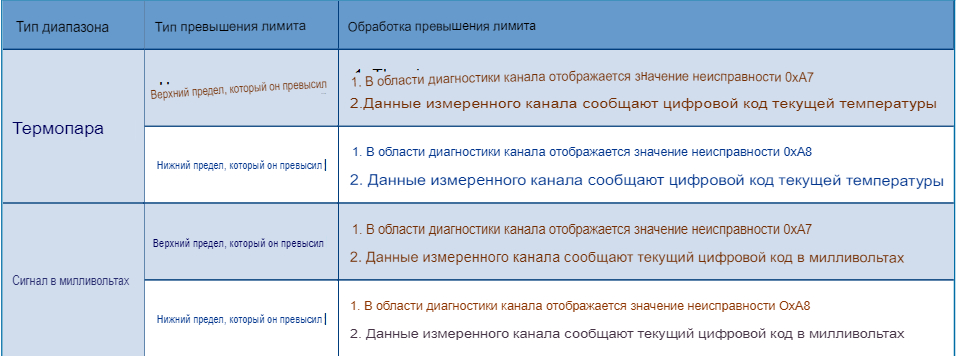 Тип диапазона
Тип превышения лимита
Обработка превышения лимита
Термопара
Верхний предел, который он превысил
1. В области диагностики канала отображается значение неисправности 0xA7
2.Данные измеренного канала сообщают цифровой код текущей температуры
Нижний предел, который он превысил
1. В области диагностики канала отображается значение неисправности 0xA8
2. Данные измеренного канала сообщают цифровой код текущей температуры
Сигнал в милливольтах
Верхний предел, который он превысил
1. В области диагностики канала отображается значение неисправности 0xA7
2. Данные измеренного канала сообщают текущий цифровой код в милливольтах
Нижний предел, который он превысил
1. В области диагностики канала отображается значение неисправности OxA8
2. Данные измеренного канала сообщают текущий цифровой код в милливольтах